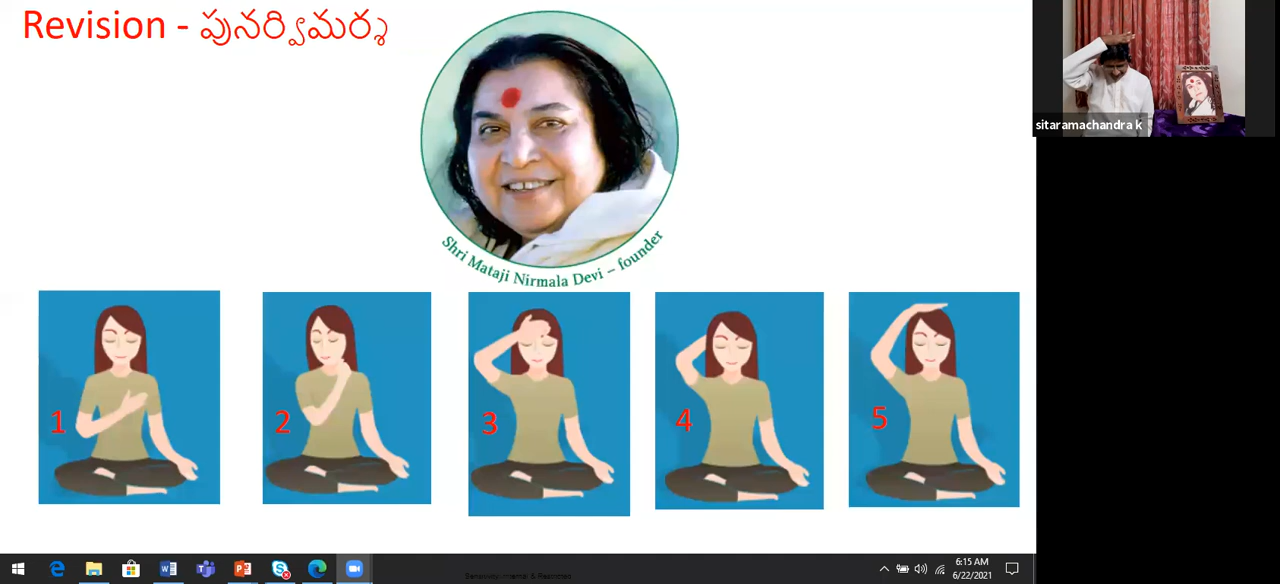 Revision - పునర్విమర్శ
sitaramachandra k
Shri Mataji Nirmala Devi – founder
1
2
3
4
5
6:15 AM
6/22/2021